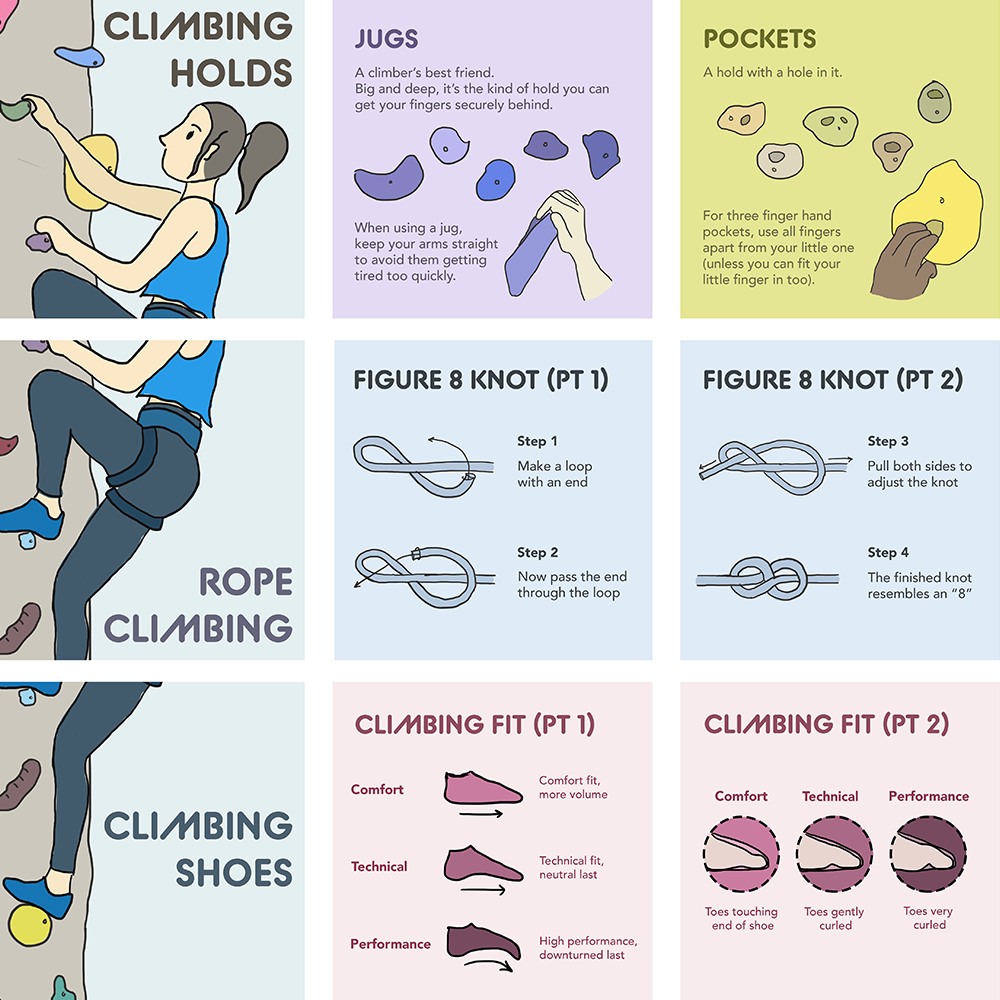 CLIMBING
HOLDS
JUGS
A climber's best friend.
Big and deep, it's the kind of hold you can
get your fingers securely behind.
When using a jug,
keep your arms straight
to avoid them getting
tired too quickly.
POCKETS
A hold with a hole in it.
For three finger hand
pockets, use all fingers
apart from your little one
(unless you can fit your
little finger in too).
ROPE
CLIMBING
FIGURE 8 KNOT (PT 1)
Step 1
Make a loop
with an end
Step 2
Now pass the end
through the loop
FIGURE 8 KNOT (PT 2)
Step 3
Pull both sides to
adjust the knot
Step 4
The finished knot
resembles an “8”
CLIMBING
SHOES
CLIMBING FIT (PT 1)
Comfort
Comfort fit,
more volume
Technical
Technical fit,
neutral last
Performance
High performance,
downturned last
CLIMBING FIT (PT 2)
Comfort
Technical
Performance
Toes touching
end of shoe
Toes gently
curled
Toes very
curled